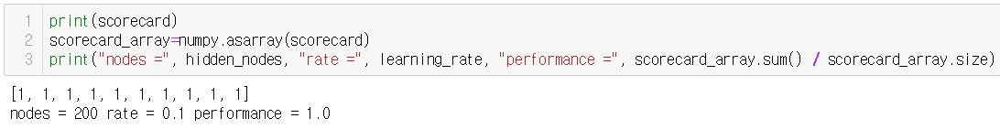 1 print(scorecard)
2 scorecard_array=numpy.asarray(scorecard)
3 print("nodes =", hidden_nodes, "rate =", learning_rate, "performance =", scorecard_array.sum() / scorecard_array.size)
[1, 1, 1, 1, 1, 1, 1, 1, 1, 1]
nodes = 200 rate = 0.1 performance = 1.0